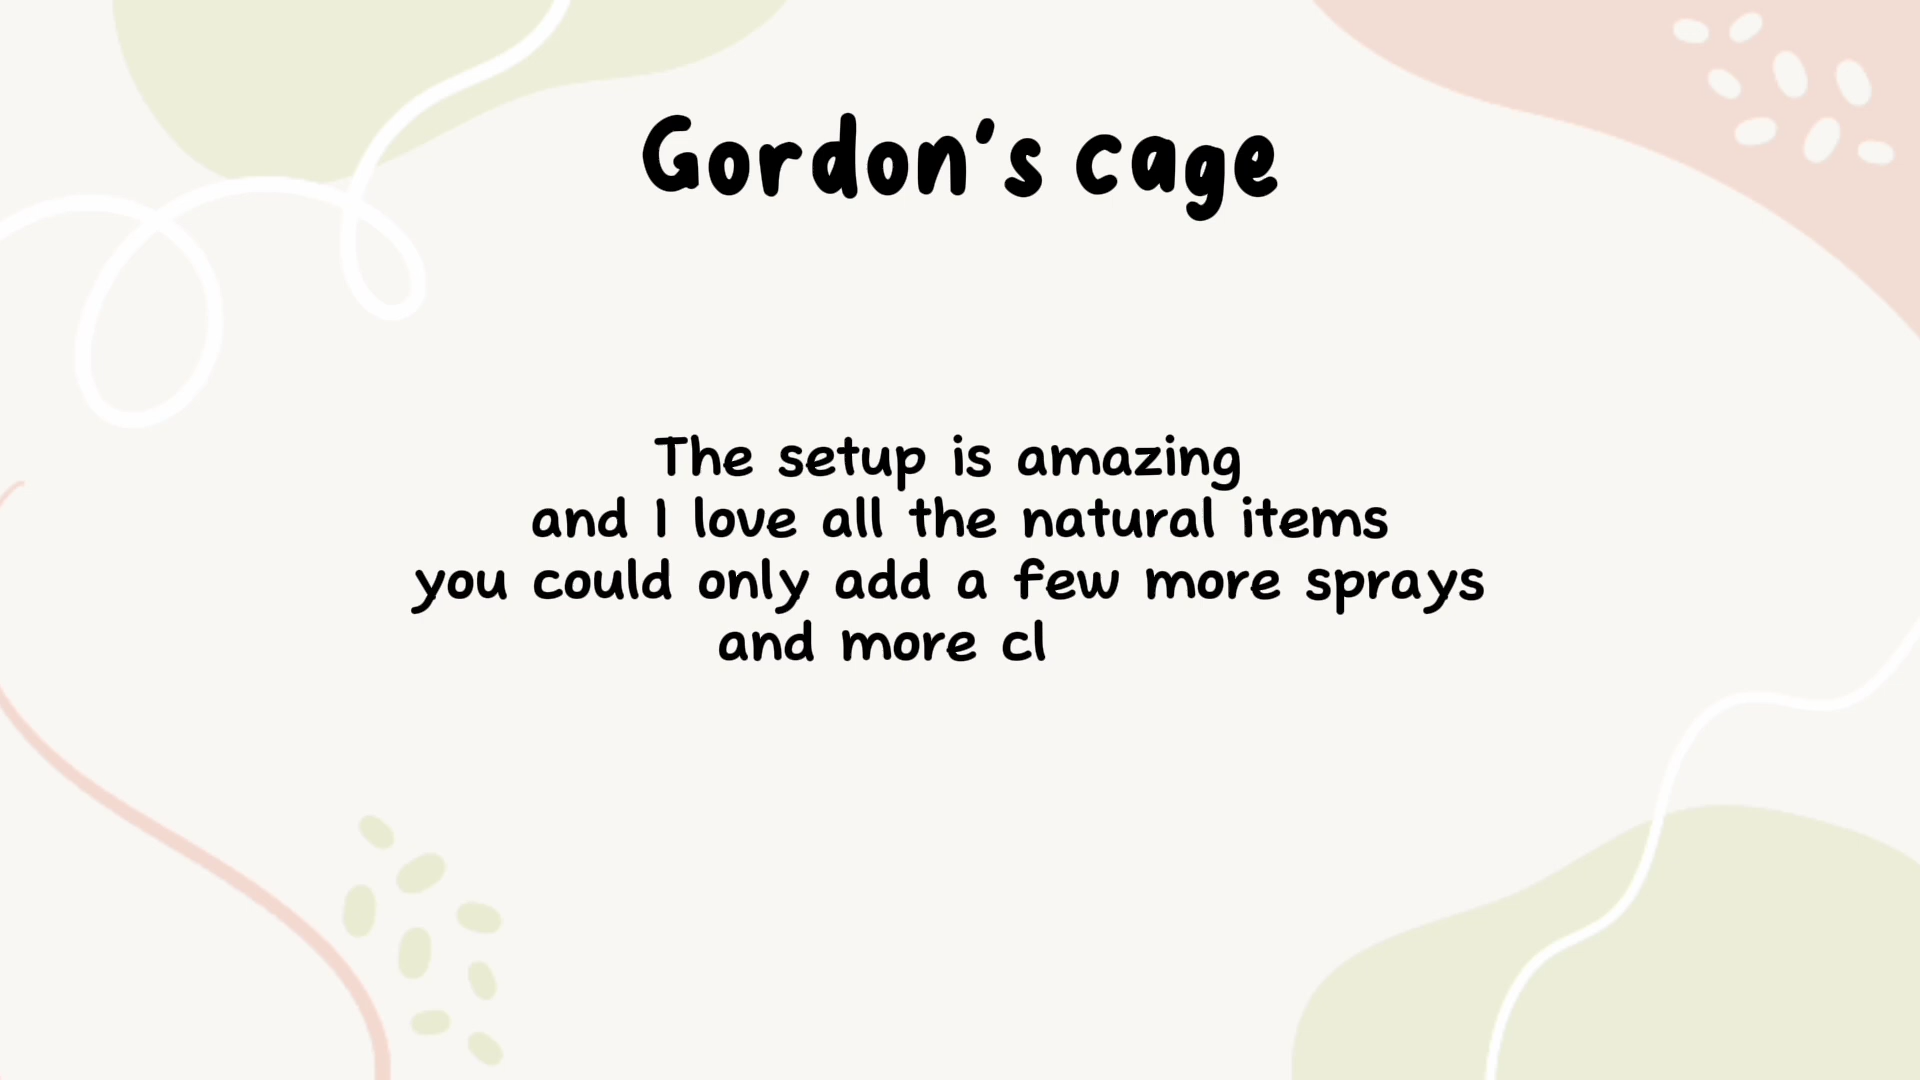 Gordon's cage
The setup is amazing
and I love all the natural items
you could only add a few more sprays
and more cl